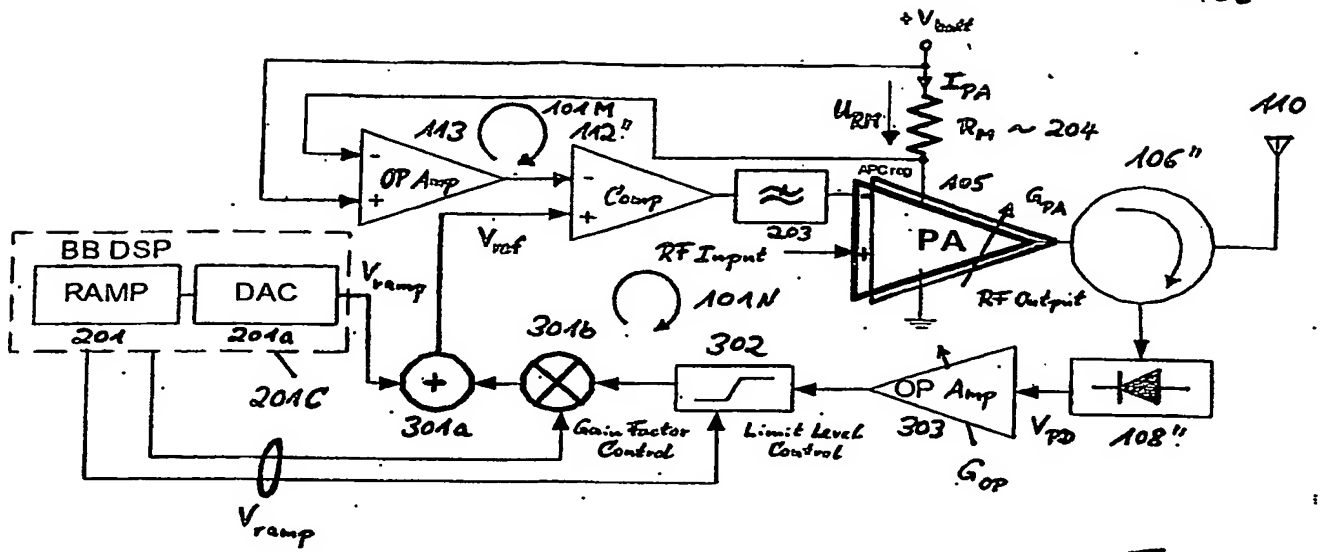 + V_batt
I_PA
U_RM
R_M ~ 204
110
113
101M
112"
-
OP Amp
+
-
Comp
+
203
APC reg
105
G_PA
-
+
PA
106"
RF Input
RF Output
V_ref
BB DSP
RAMP
DAC
201
201a
201C
V_ramp
101N
301b
302
+
301a
Gain Factor
Control
Limit Level
Control
OP Amp
303
G_OP
V_PD
108"
V_ramp